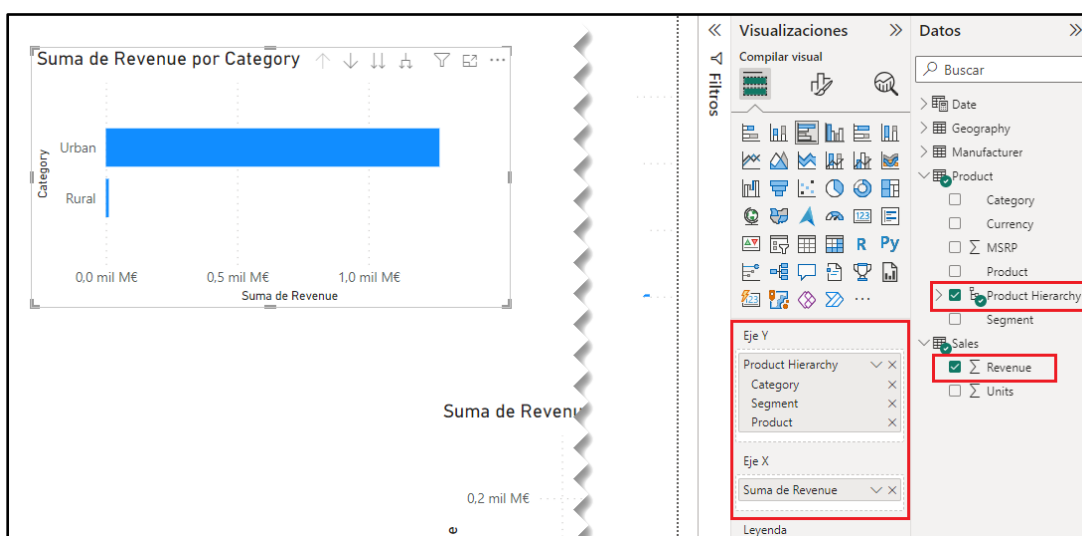 Suma de Revenue por Category
Category
Urban
Rural
0,0 mil M€
0,5 mil M€
1,0 mil M€
Suma de Revenue
Suma de Revenu
0,2 mil M€
e
Filtros
Visualizaciones
Compilar visual
123
R
Py
123
Eje Y
Product Hierarchy
Category
Segment
Product
Eje X
Suma de Revenue
Leyenda
Datos
Buscar
Date
Geography
Manufacturer
Product
Category
Currency
∑ MSRP
Product
Product Hierarchy
Segment
Sales
∑ Revenue
∑ Units